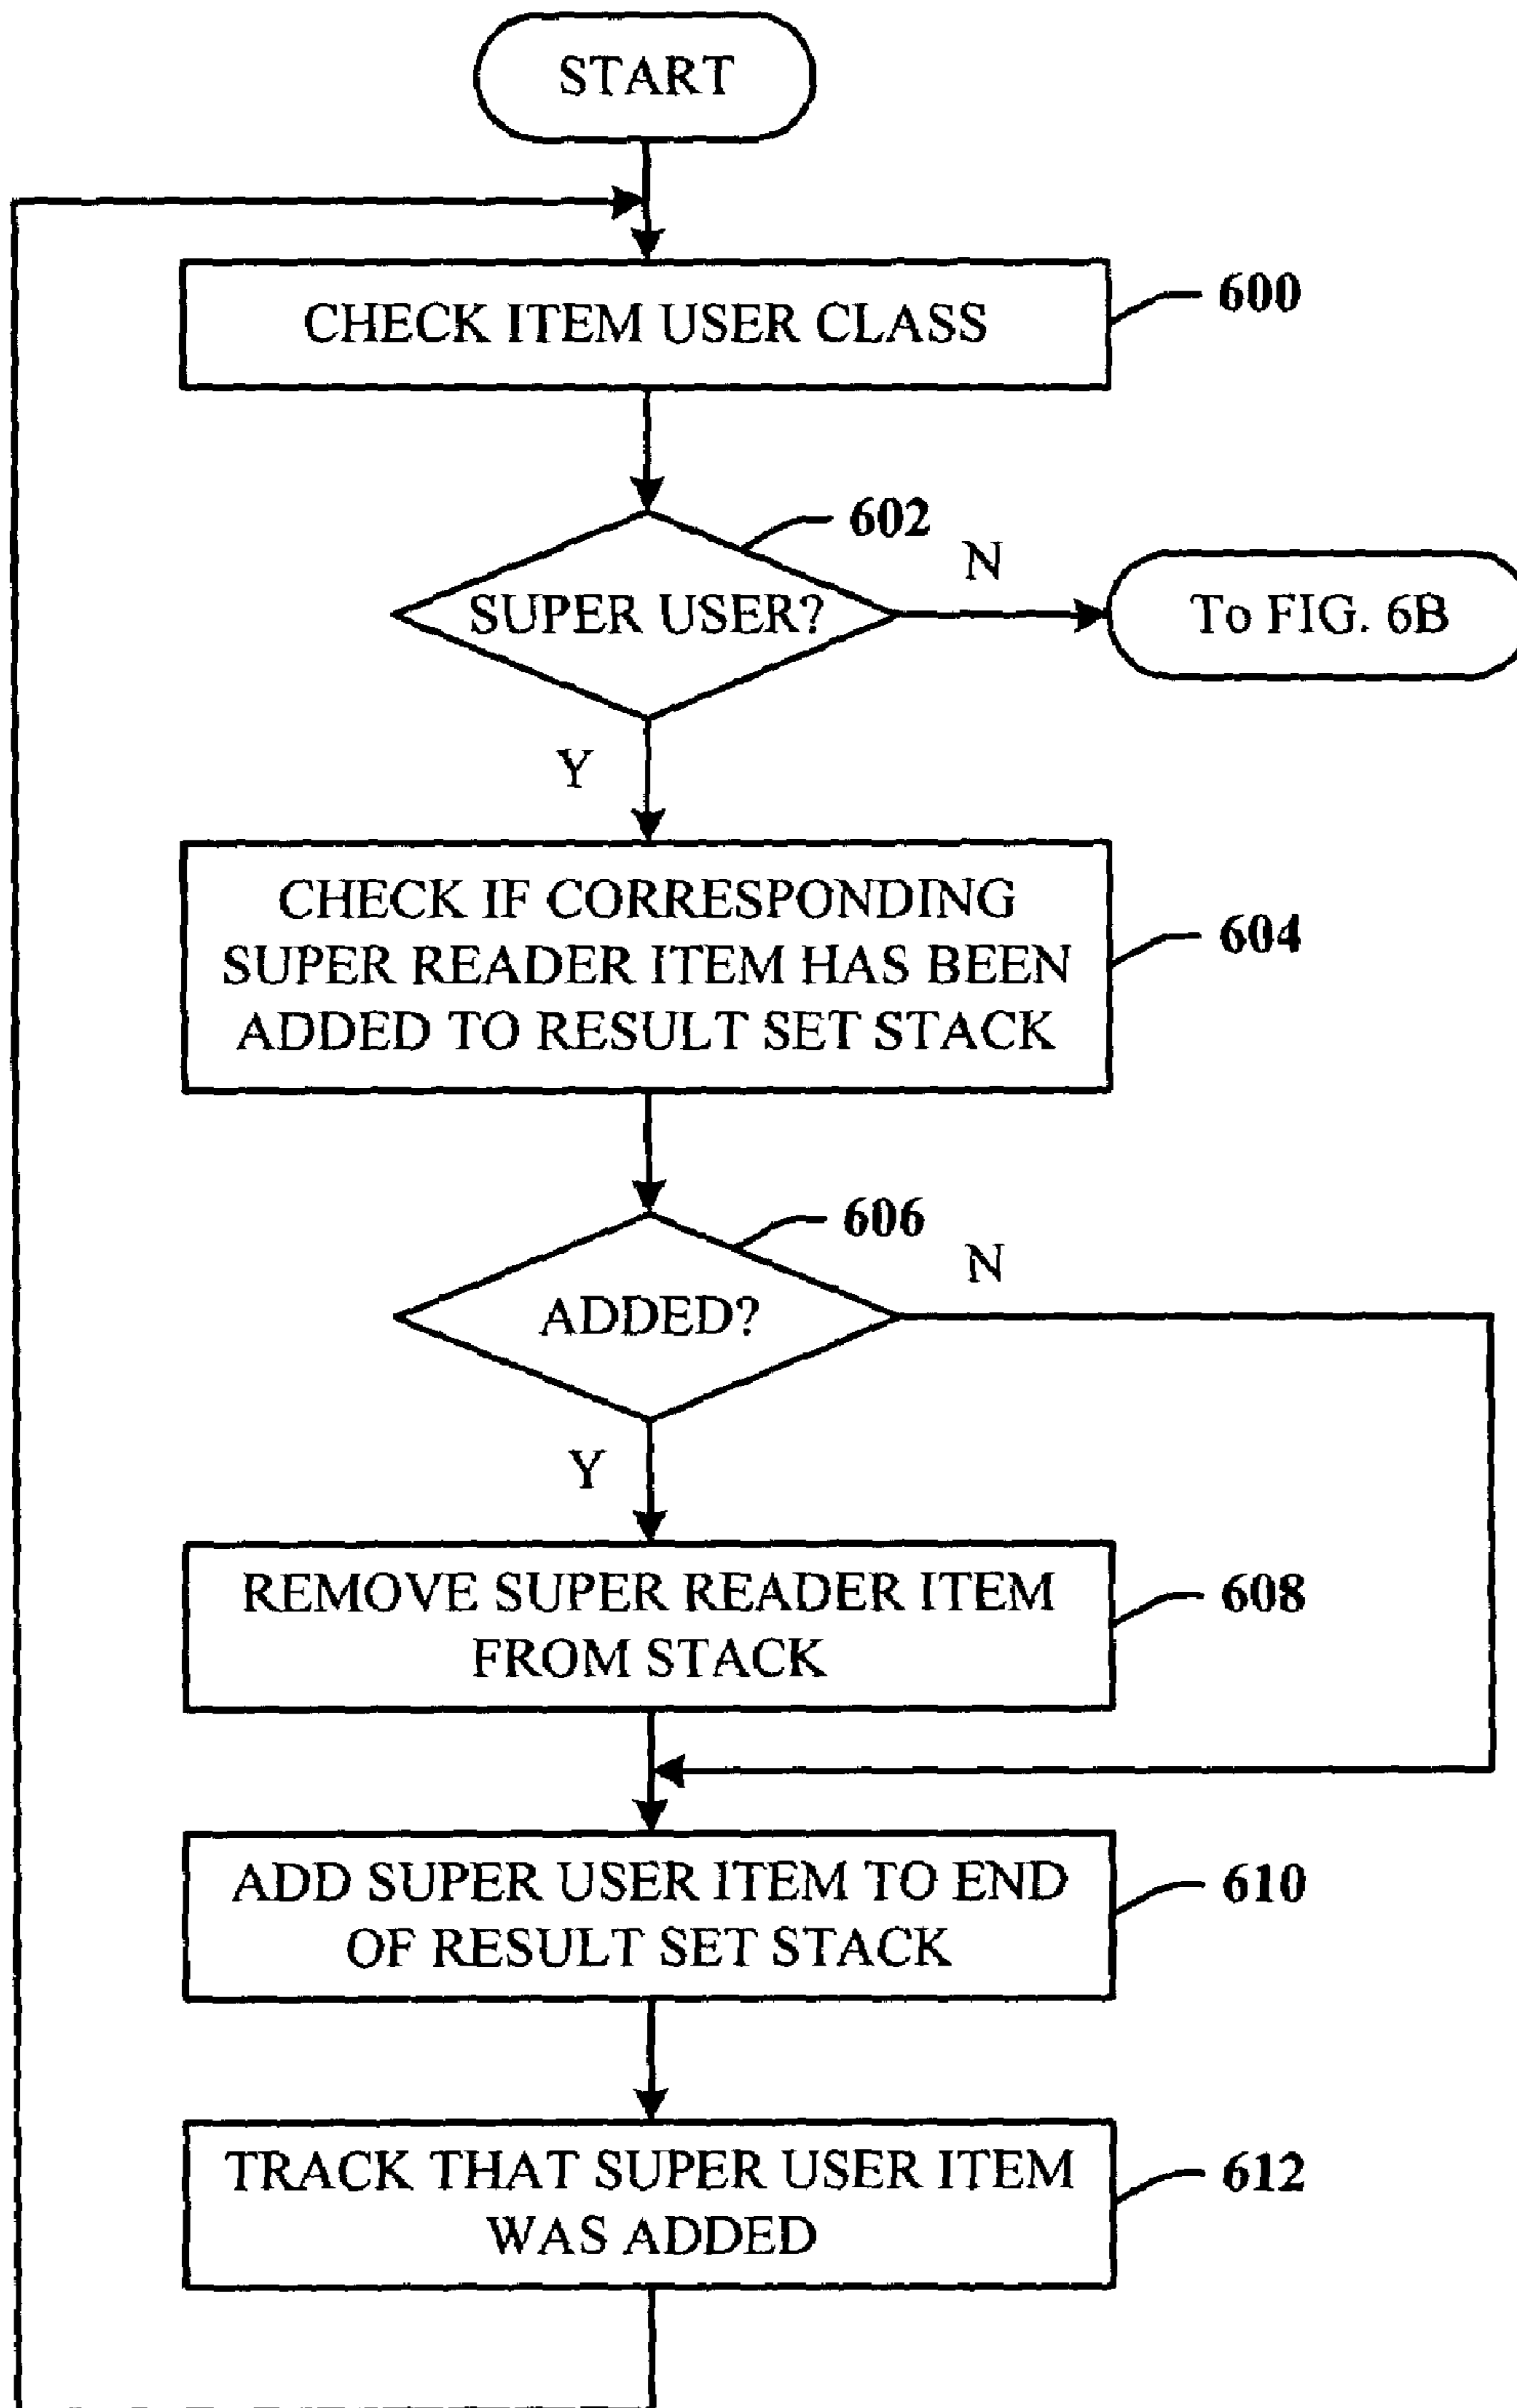 START
CHECK ITEM USER CLASS
600
602
SUPER USER?
N
To FIG. 6B
Y
CHECK IF CORRESPONDING
SUPER READER ITEM HAS BEEN
ADDED TO RESULT SET STACK
604
606
ADDED?
N
Y
REMOVE SUPER READER ITEM
FROM STACK
608
ADD SUPER USER ITEM TO END
OF RESULT SET STACK
610
TRACK THAT SUPER USER ITEM
WAS ADDED
612